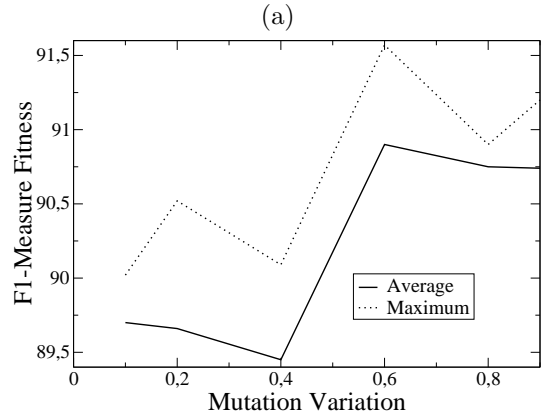 (a)
91,5
91
90,5
90
89,5
F1-Measure Fitness
Average
Maximum
0
0,2
0,4
0,6
0,8
Mutation Variation